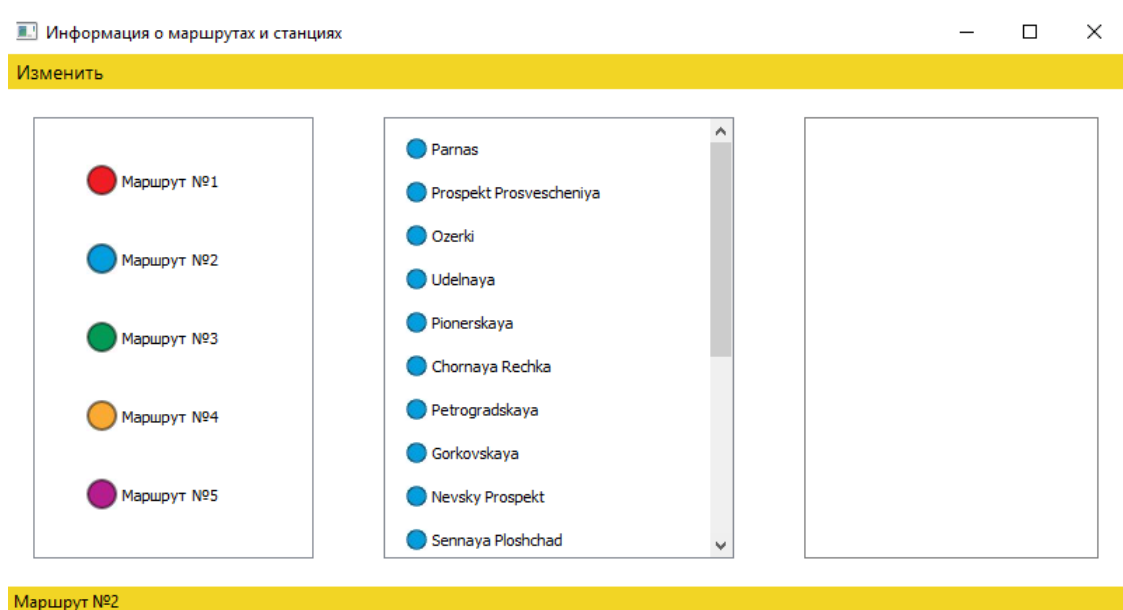 Информация о маршрутах и станциях
Изменить
Маршрут №1
Маршрут №2
Маршрут №3
Маршрут №4
Маршрут №5
Parnas
Prospekt Prosvescheniya
Ozerki
Udelnaya
Pionerskaya
Chornaya Rechka
Petrogradskaya
Gorkovskaya
Nevsky Prospekt
Sennaya Ploshchad
Маршрут №2